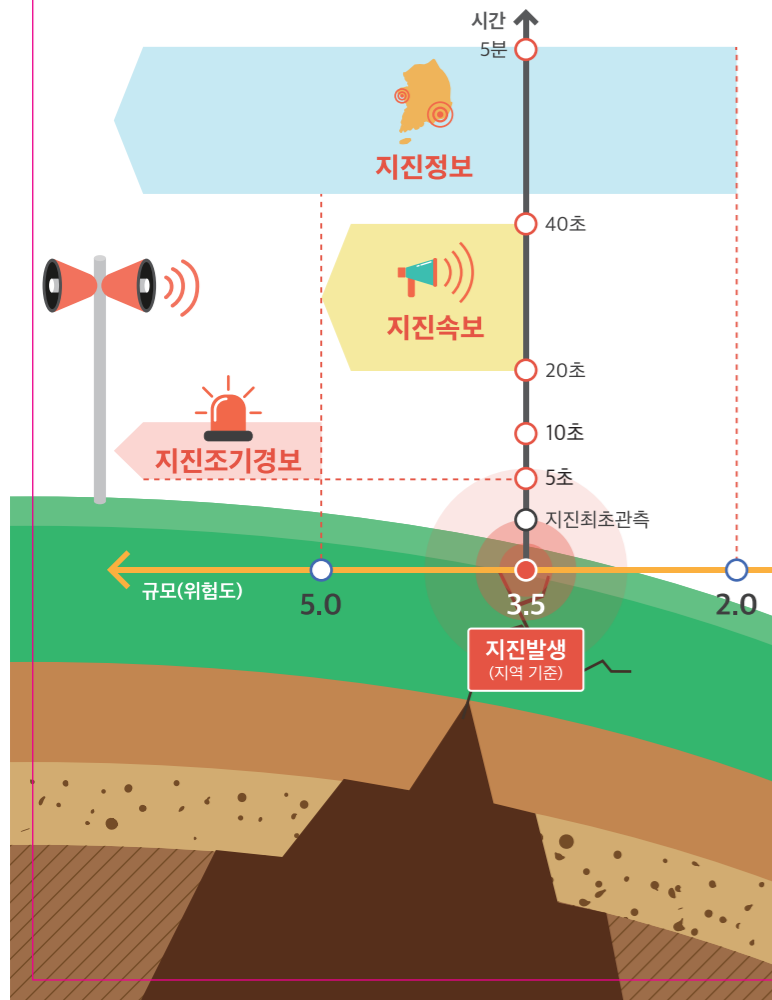 시간
5분
지진정보
40초
지진속보
20초
10초
지진조기경보
5초
지진최초관측
규모(위험도)
5.0
3.5
2.0
지진발생
(지역 기준)